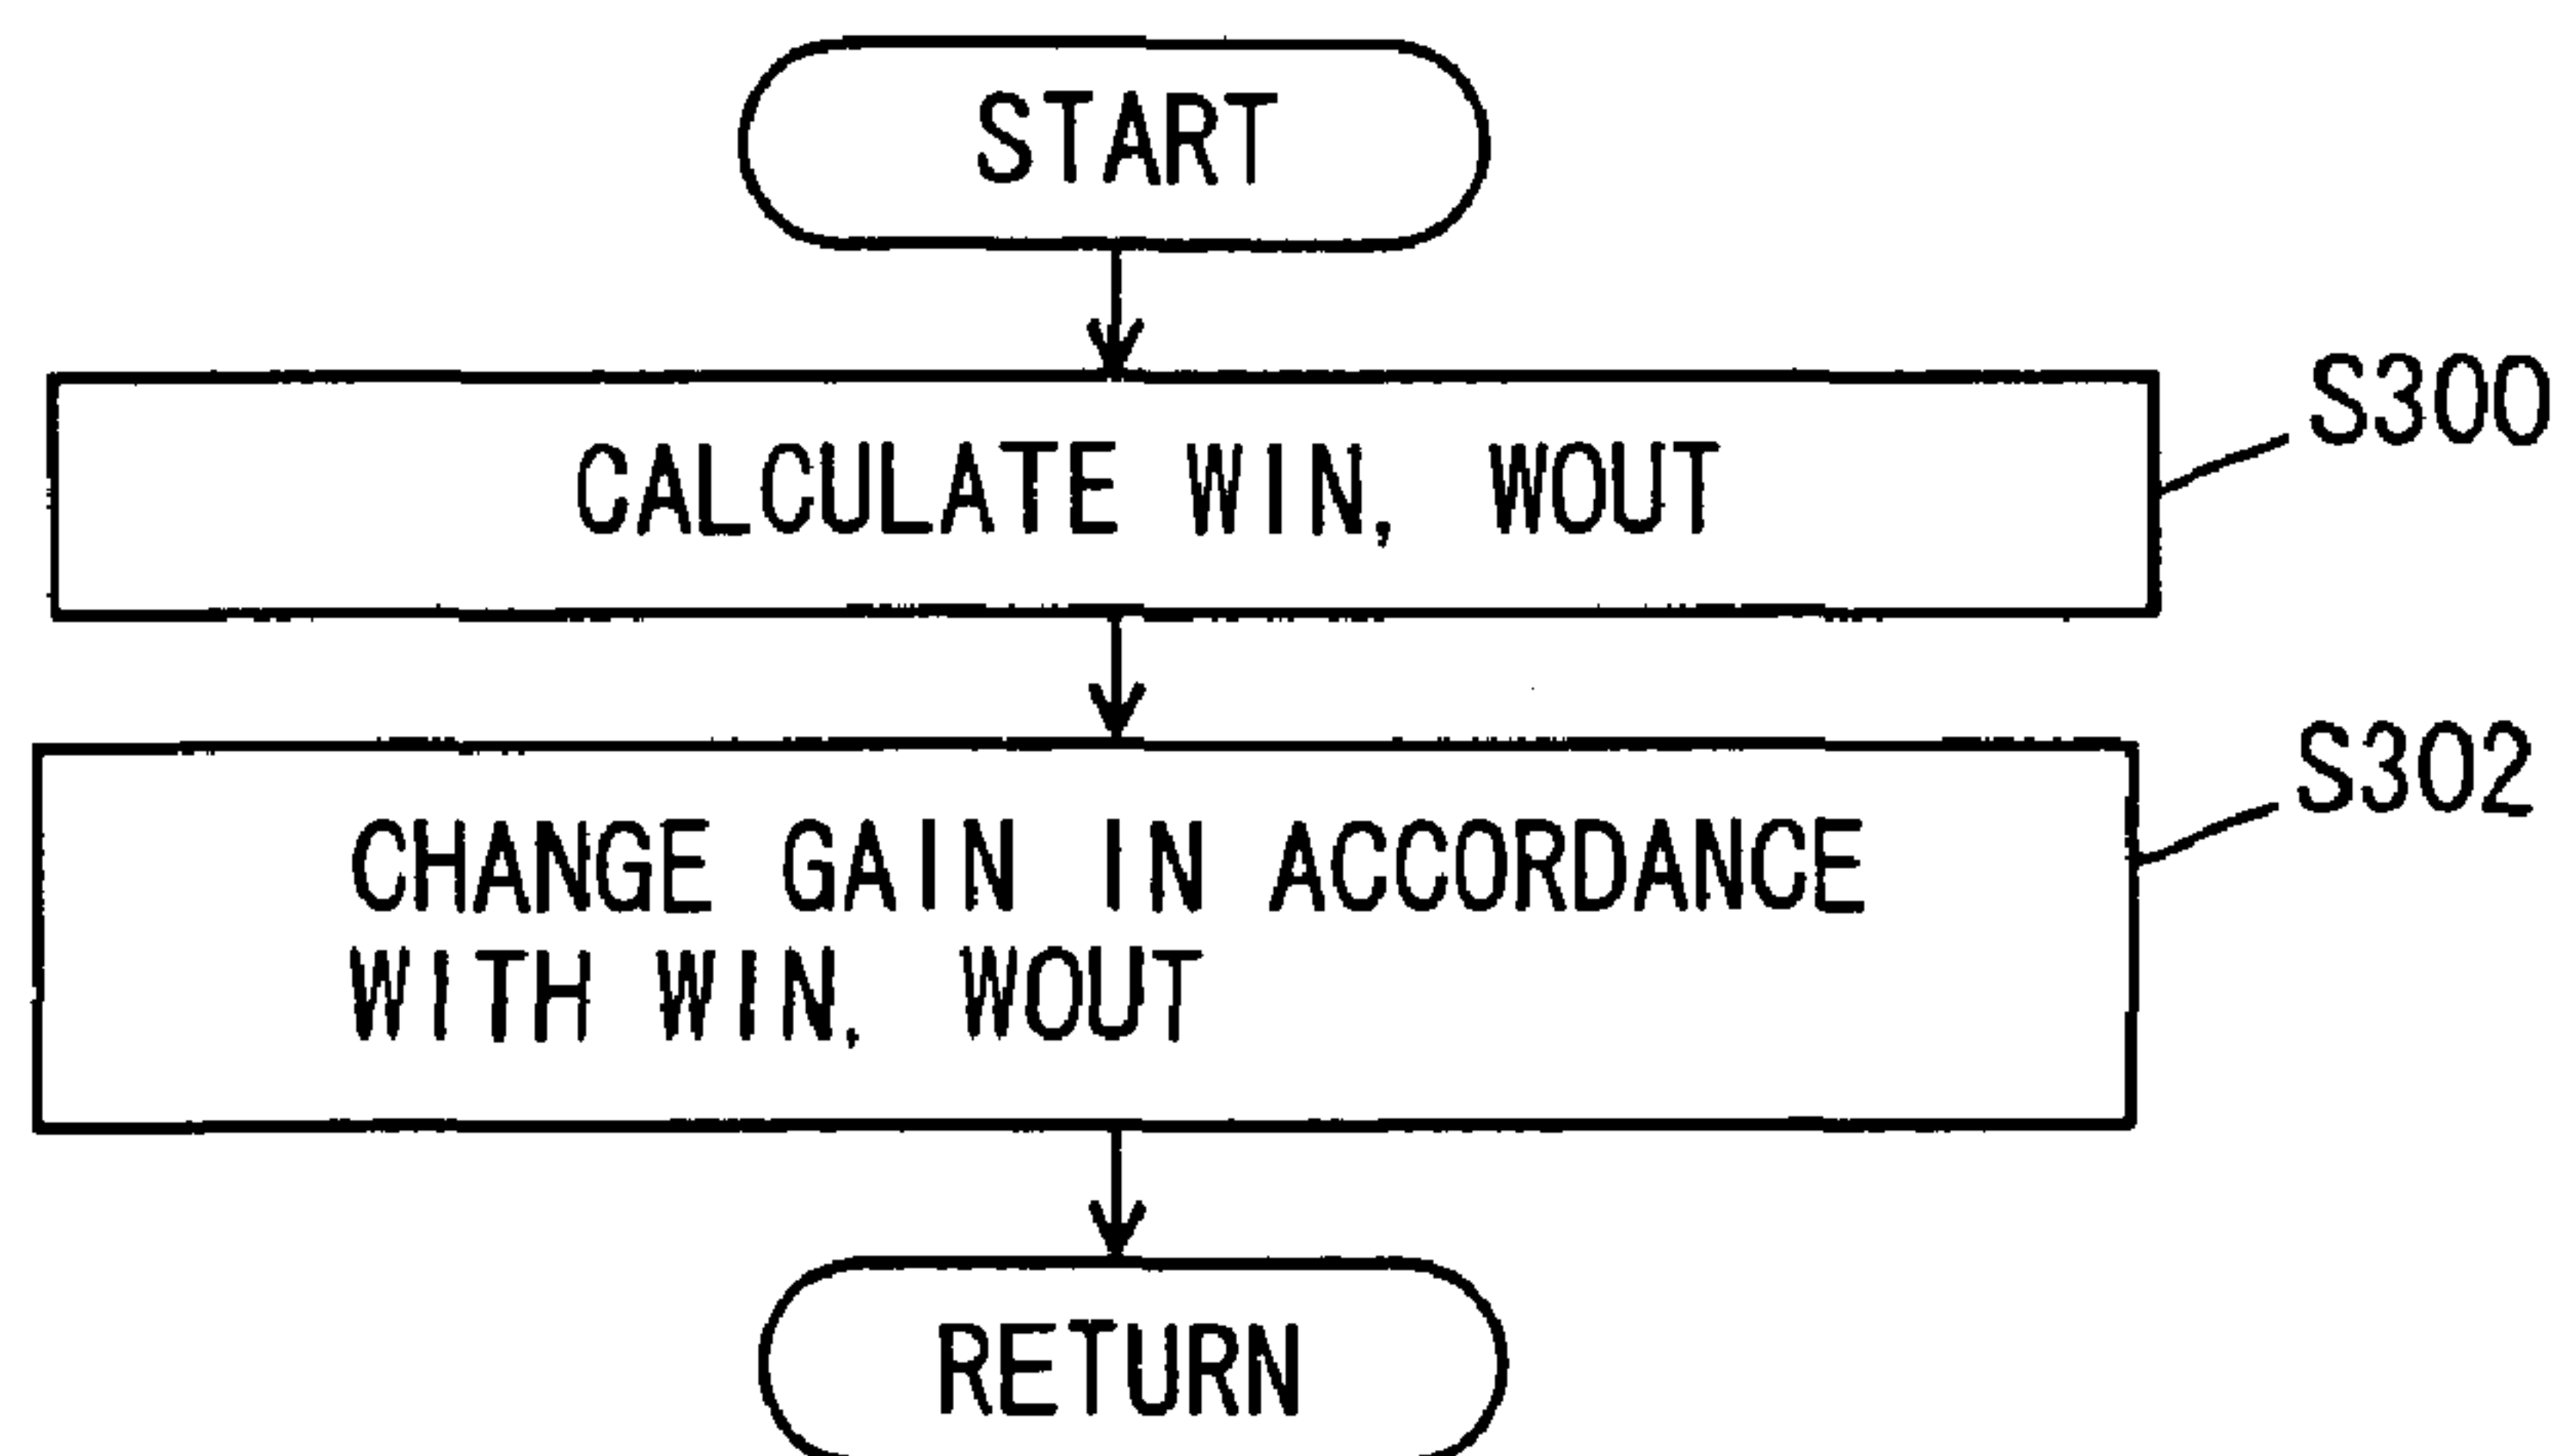 START
S300
CALCULATE WIN, WOUT
S302
CHANGE GAIN IN ACCORDANCE
WITH WIN, WOUT
RETURN